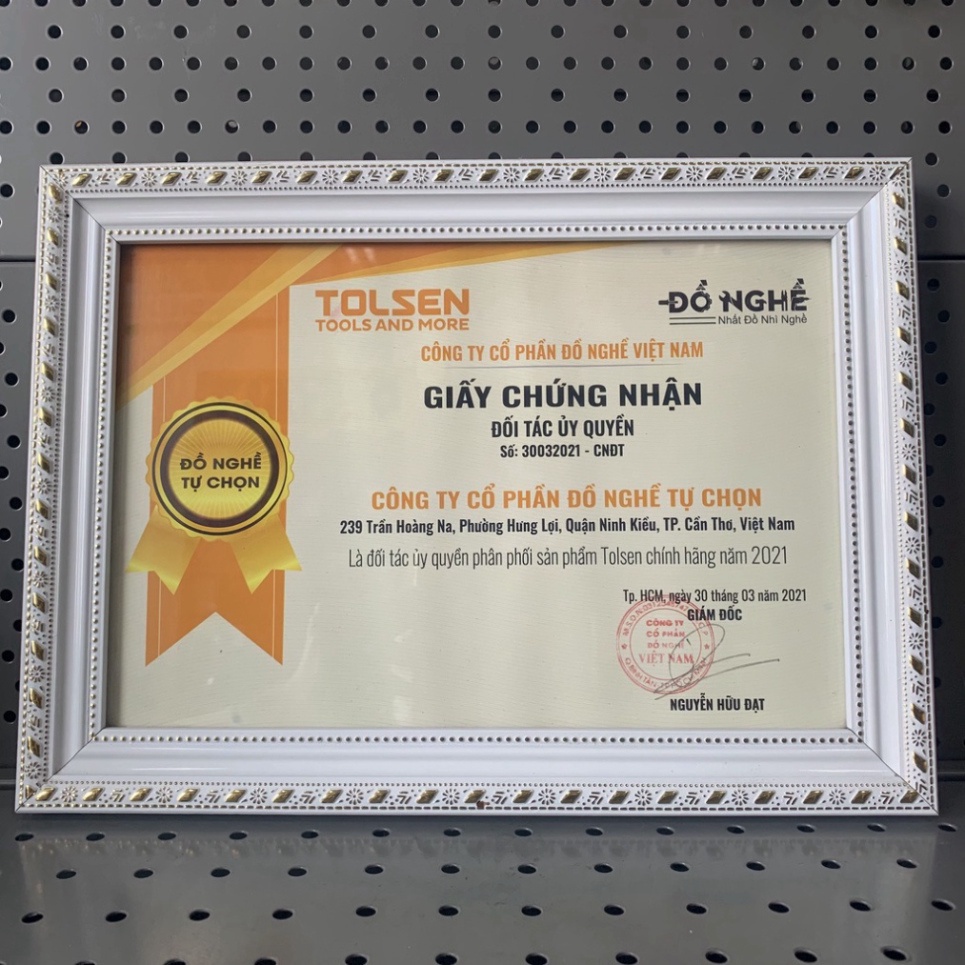 TOLSEN
TOOLS AND MORE
ĐỒ NGHỀ
Nhất Đồ Nhì Nghề
CÔNG TY CỔ PHẦN ĐỒ NGHỀ VIỆT NAM
GIẤY CHỨNG NHẬN
ĐỐI TÁC ỦY QUYỀN
Số: 30032021 - CNĐT
ĐỒ NGHỀ
TỰ CHỌN
CÔNG TY CỔ PHẦN ĐỒ NGHỀ TỰ CHỌN
239 Trần Hoàng Na, Phường Hưng Lợi, Quận Ninh Kiều, TP. Cần Thơ, Việt Nam
Là đối tác ủy quyền phân phối sản phẩm Tolsen chính hãng năm 2021
Tp. HCM, ngày 30 tháng 03 năm 2021
GIÁM ĐỐC
CÔNG TY
CỔ PHẦN
ĐỒ NGHỀ
VIỆT NAM
NGUYỄN HỮU ĐẠT